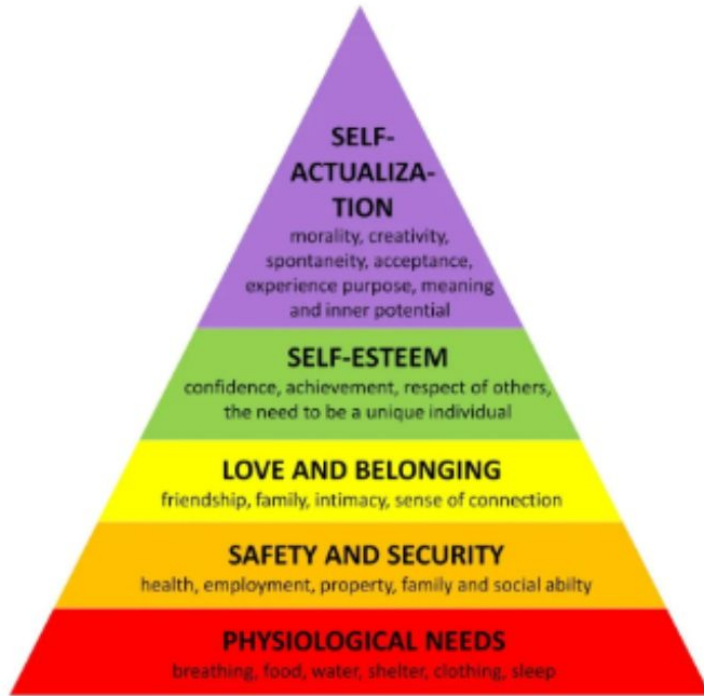 SELF-
ACTUALIZA-
TION
morality, creativity,
spontaneity, acceptance,
experience purpose, meaning
and inner potential
SELF-ESTEEM
confidence, achievement, respect of others,
the need to be a unique individual
LOVE AND BELONGING
friendship, family, intimacy, sense of connection
SAFETY AND SECURITY
health, employment, property, family and social abilty
PHYSIOLOGICAL NEEDS
breathing, food, water, shelter, clothing, sleep